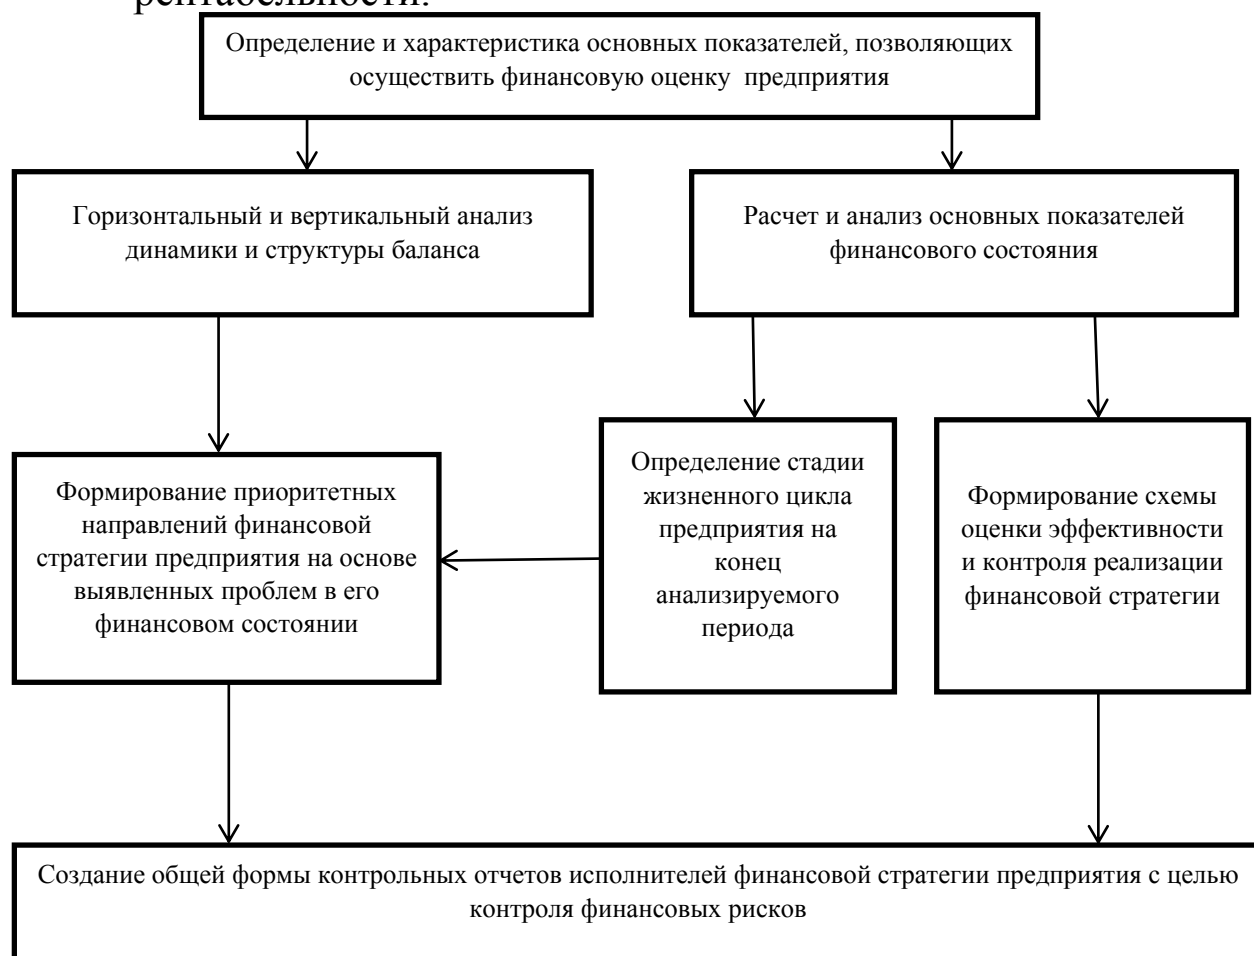 рентабельности.
Определение и характеристика основных показателей, позволяющих
осуществить финансовую оценку предприятия
Горизонтальный и вертикальный анализ
динамики и структуры баланса
Расчет и анализ основных показателей
финансового состояния
Формирование приоритетных
направлений финансовой
стратегии предприятия на основе
выявленных проблем в его
финансовом состоянии
Определение стадии
жизненного цикла
предприятия на
конец
анализируемого
периода
Формирование схемы
оценки эффективности
и контроля реализации
финансовой стратегии
Создание общей формы контрольных отчетов исполнителей финансовой стратегии предприятия с целью
контроля финансовых рисков